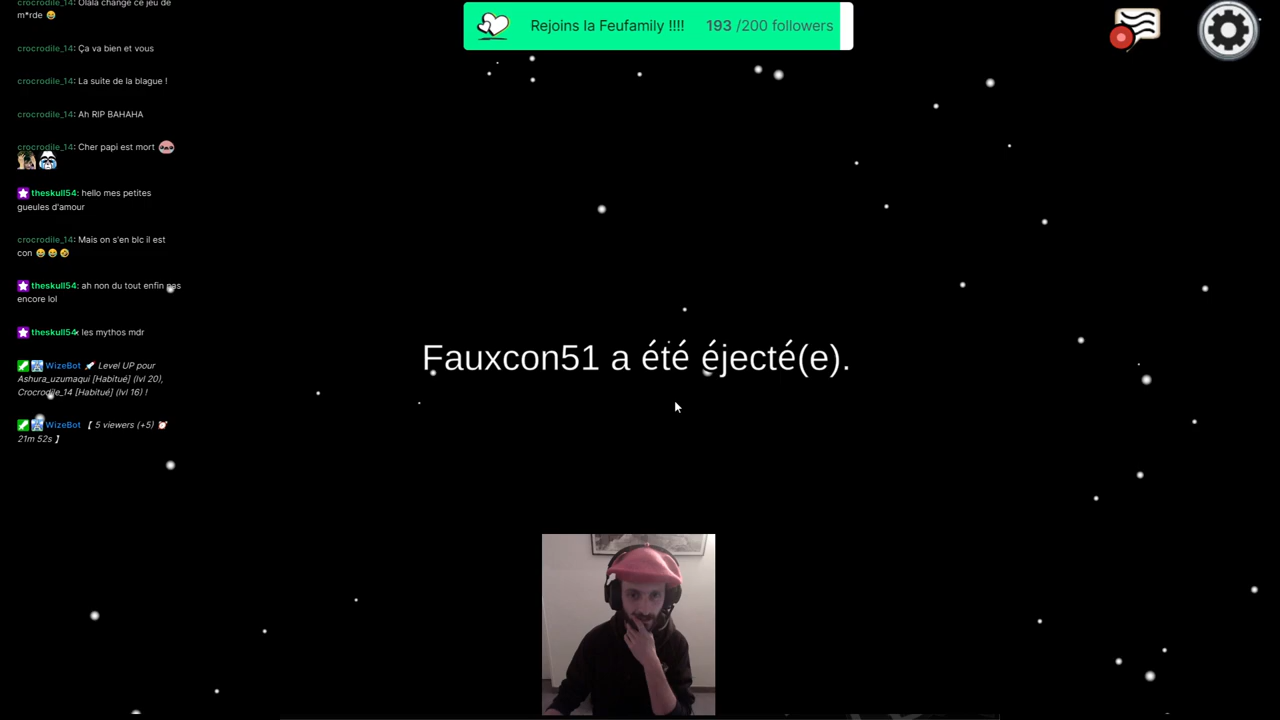 crocrodile_14: Olala change ce jeu de
m*rde 😂
crocrodile_14: Ça va bien et vous
crocrodile_14: La suite de la blague !
crocrodile_14: Ah RIP BAHAHA
crocrodile_14: Cher papi est mort
theskull54: hello mes petites
gueules d'amour
crocrodile_14: Mais on s'en blc il est
con 😂 😂 🤣
theskull54: ah non du tout enfin pas
encore lol
theskull54: les mythos mdr
WizeBot 🚀 Level UP pour
Ashura_uzumaqui [Habitué] (lvl 20),
Crocrodile_14 [Habitué] (lvl 16) !
WizeBot 【 5 viewers (+5) ⏰
21m 52s 】
Rejoins la Feufamily !!!! 193 /200 followers
Fauxcon51 a été éjecté(e).